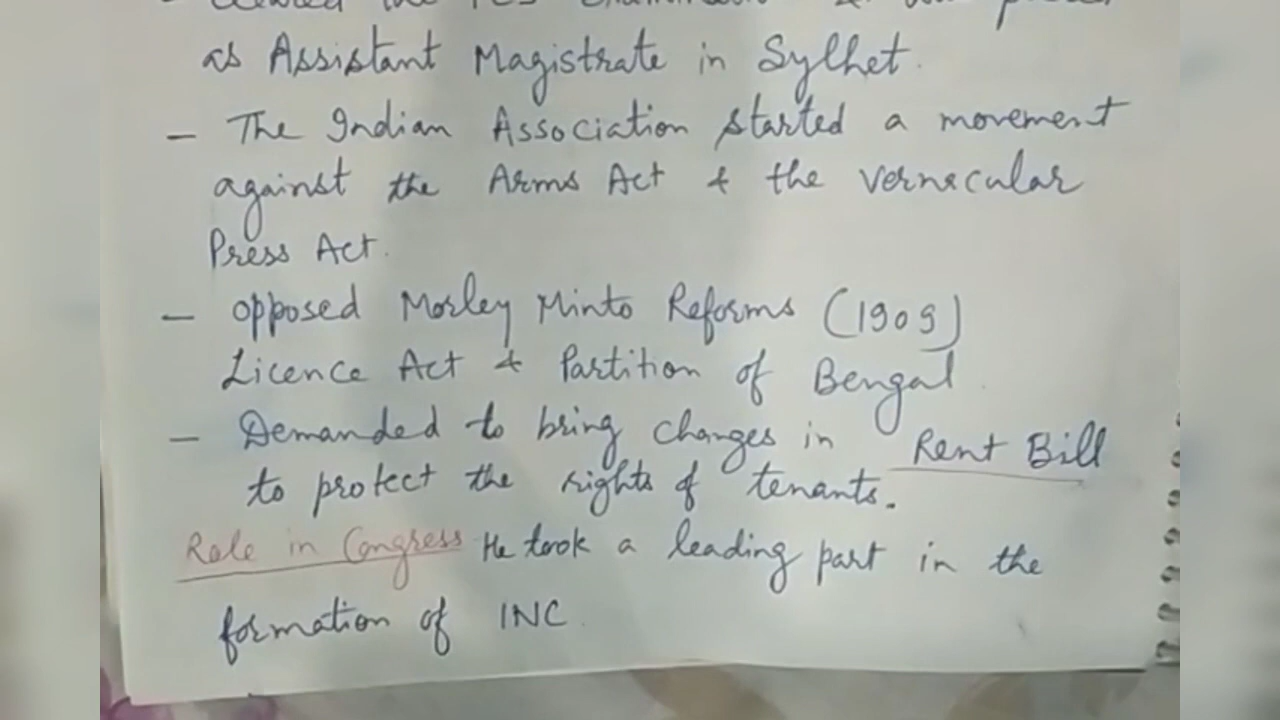 as Assistant Magistrate in Sylhet.
- The Indian Association started a movement
against the Arms Act & the vernacular
Press Act.
- opposed Morley Minto Reforms (1909)
Licence Act & Partition of Bengal.
- Demanded to bring changes in Rent Bill
to protect the rights of tenants.
Role in Congress He took a leading part in the
formation of INC